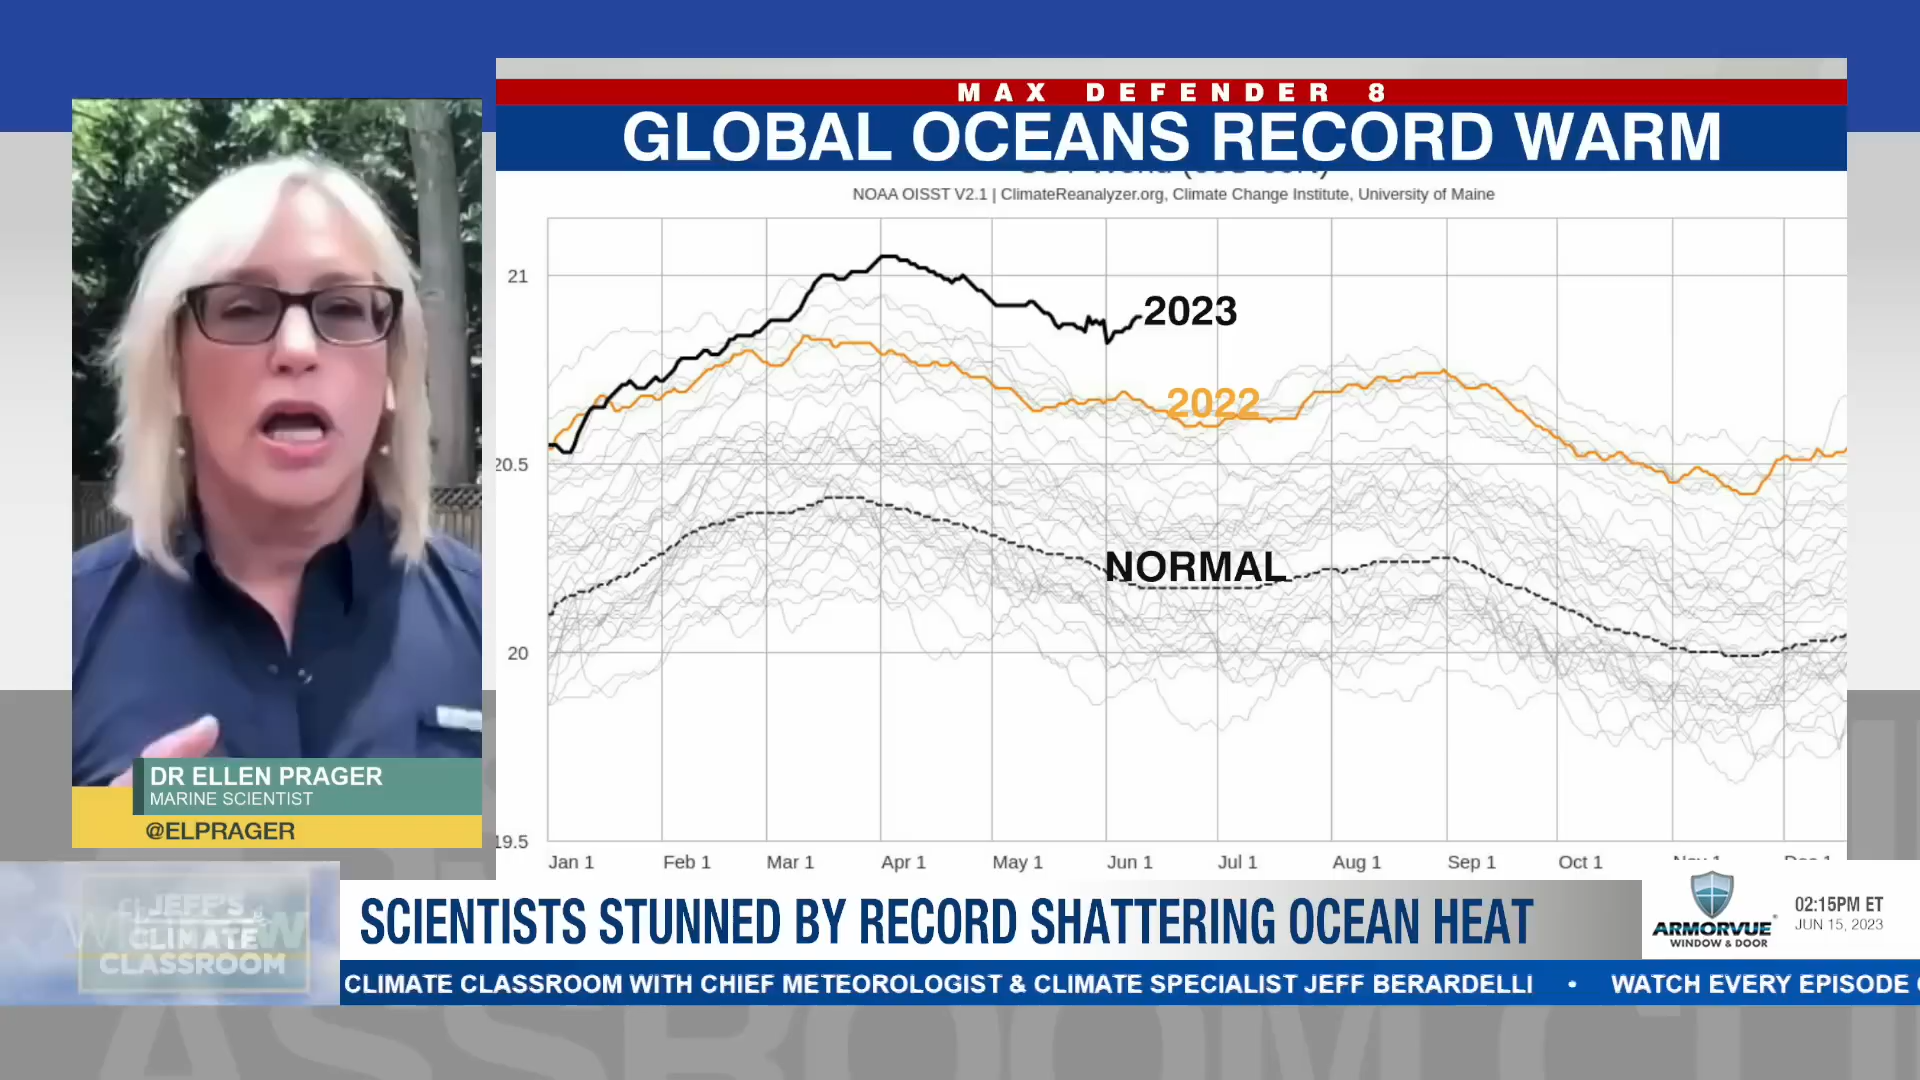 MAX DEFENDER 8
GLOBAL OCEANS RECORD WARM
NOAA OISST V2.1 | ClimateReanalyzer.org, Climate Change Institute, University of Maine
21
20.5
20
19.5
2023
2022
NORMAL
Jan 1
Feb 1
Mar 1
Apr 1
May 1
Jun 1
Jul 1
Aug 1
Sep 1
Oct 1
DR ELLEN PRAGER
MARINE SCIENTIST
@ELPRAGER
JEFF'S
CLIMATE
CLASSROOM
SCIENTISTS STUNNED BY RECORD SHATTERING OCEAN HEAT
ARMORVUE
WINDOW & DOOR
02:15PM ET
JUN 15, 2023
CLIMATE CLASSROOM WITH CHIEF METEOROLOGIST & CLIMATE SPECIALIST JEFF BERARDELLI • WATCH EVERY EPISODE